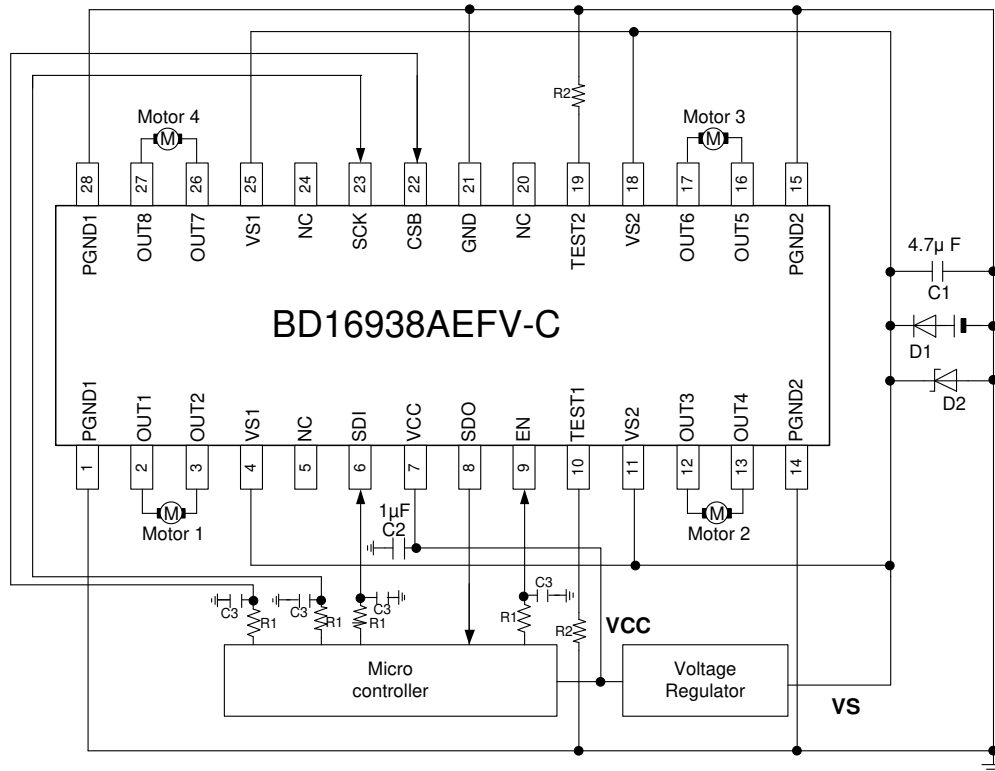 R2
Motor 4
M
Motor 3
M
28
27
26
25
24
23
22
21
20
19
18
17
16
15
PGND1
OUT8
OUT7
VS1
NC
SCK
CSB
GND
NC
TEST2
VS2
OUT6
OUT5
PGND2
4.7µ F
C1
BD16938AEFV-C
D1
D2
PGND1
OUT1
OUT2
VS1
NC
SDI
VCC
SDO
EN
TEST1
VS2
OUT3
OUT4
PGND2
1
2
3
4
5
6
7
8
9
10
11
12
13
14
M
Motor 1
1µF
C2
M
Motor 2
C3
R1
C3
R1
C3
R1
C3
R1
R2
VCC
Micro
controller
Voltage
Regulator
VS